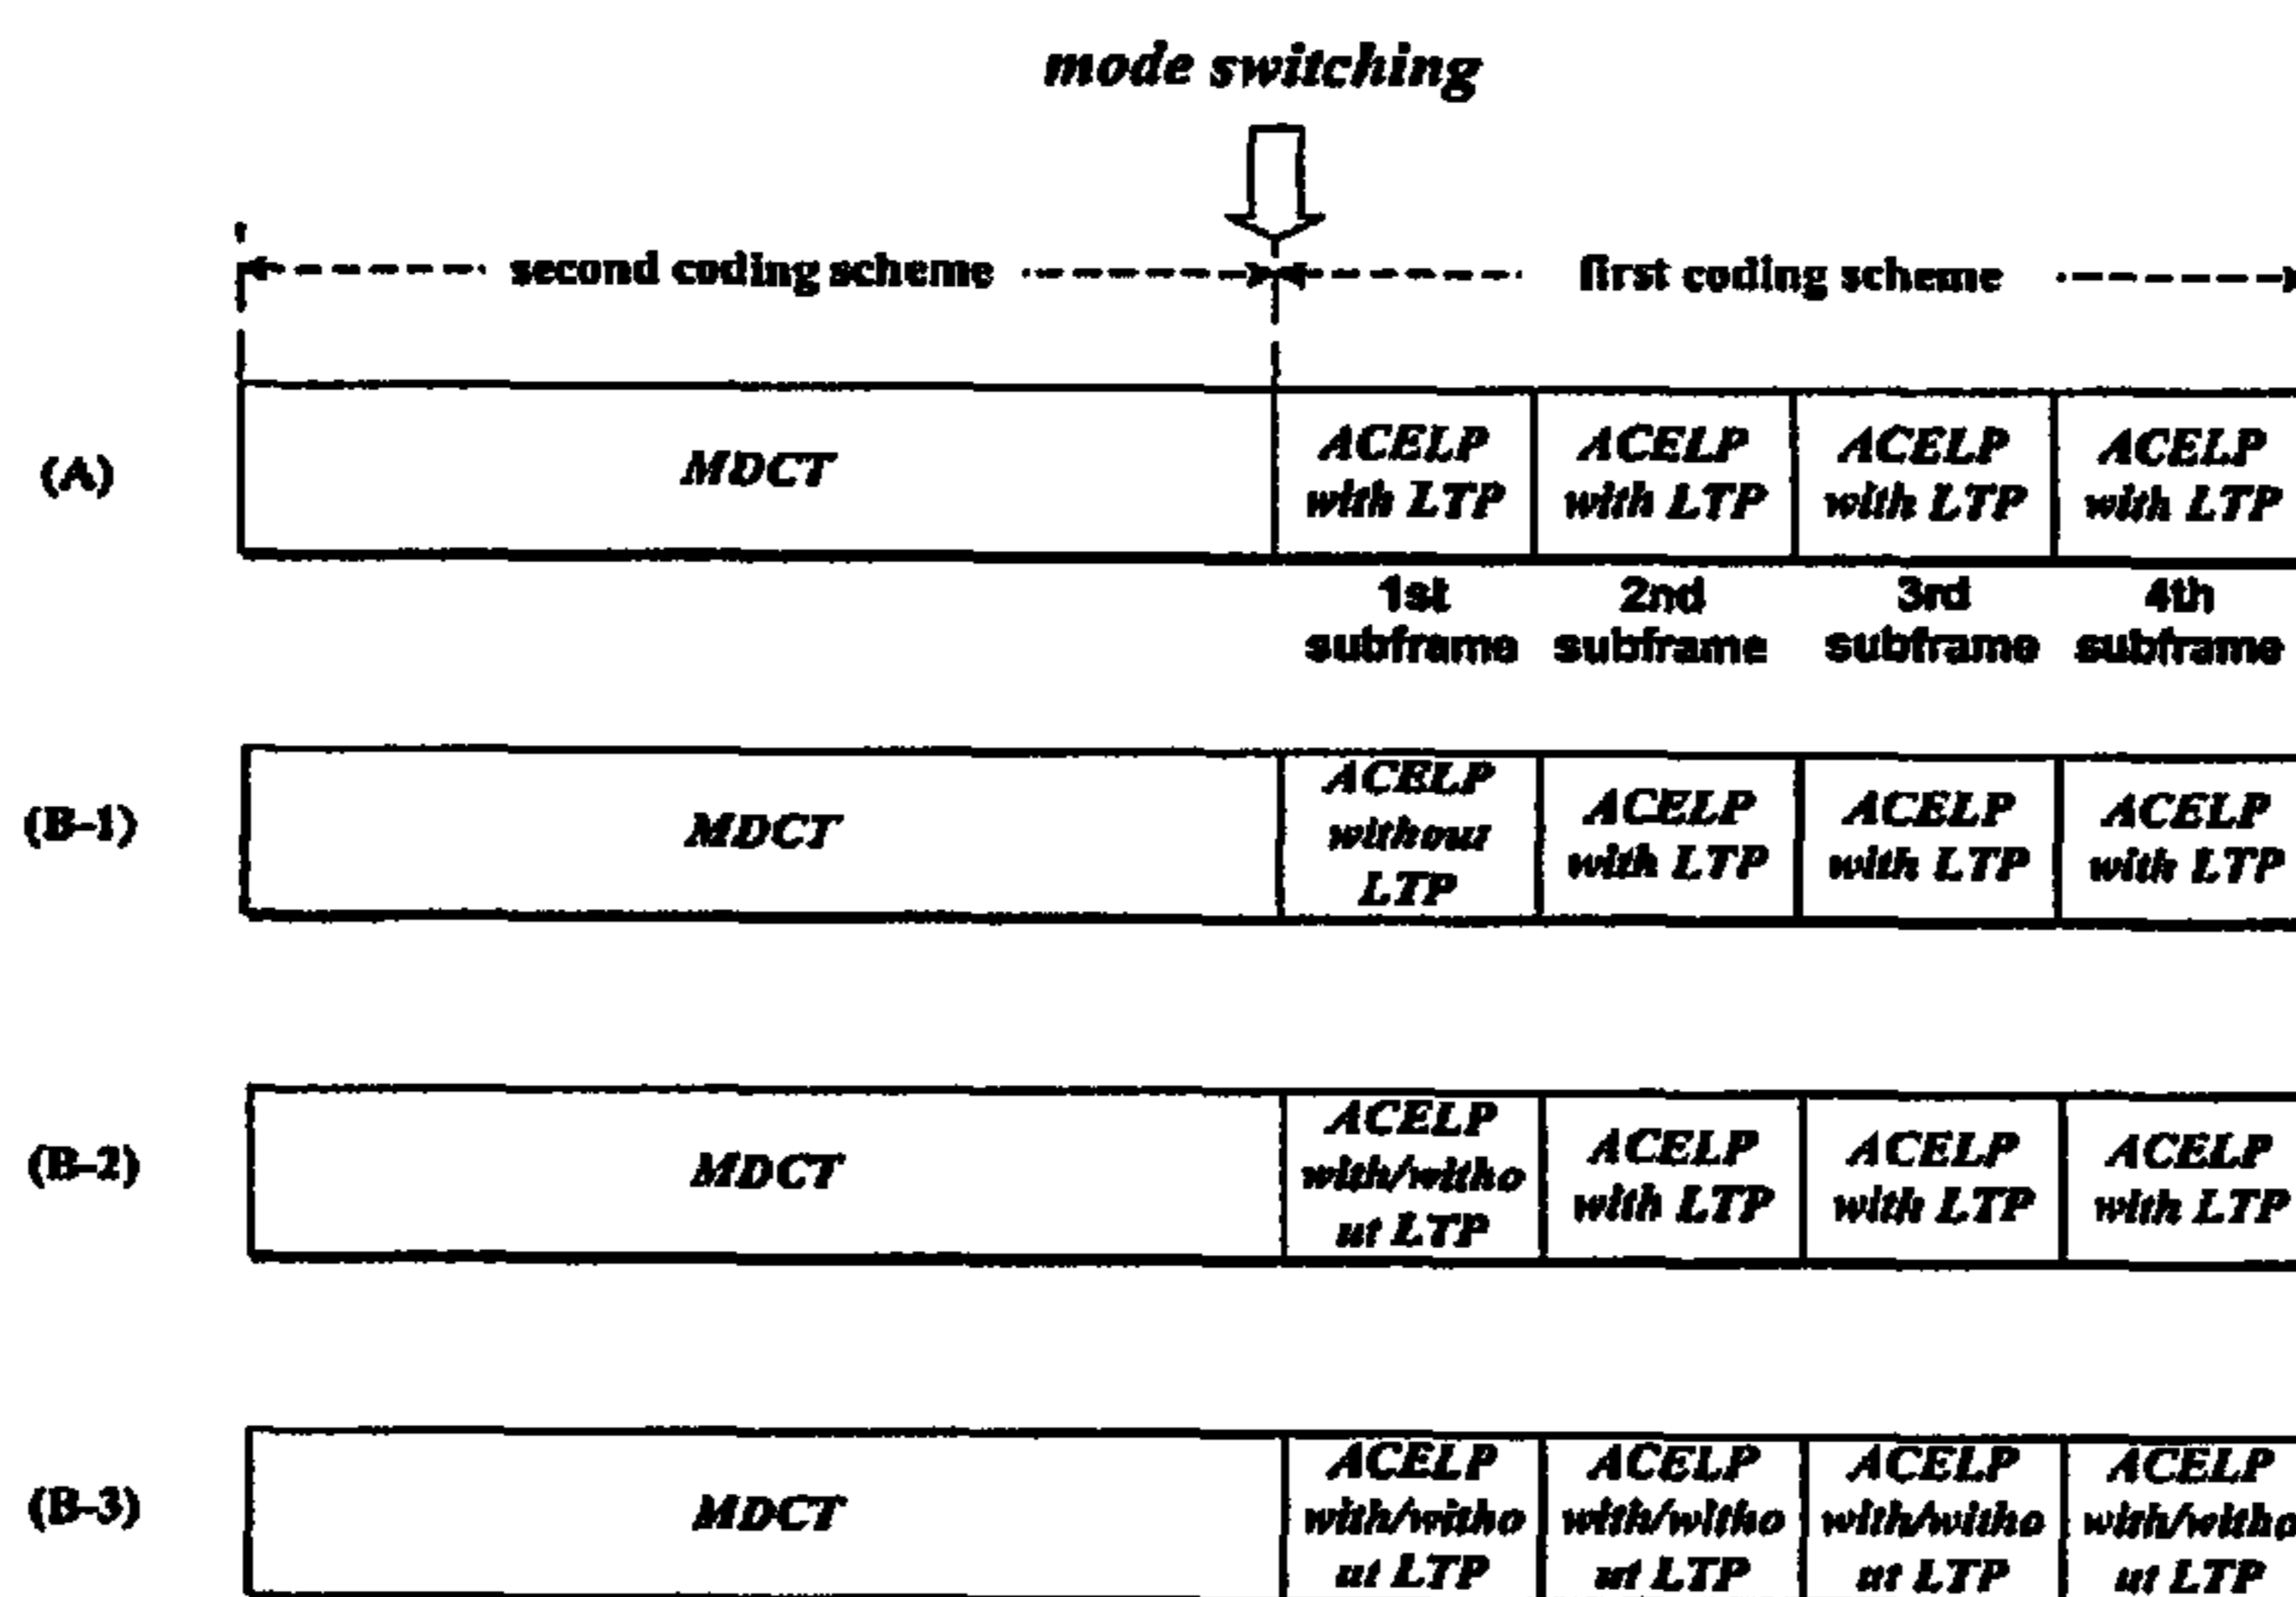 mode switching
second coding scheme
first coding scheme
(A)
MDCT
ACELP
with LTP
ACELP
with LTP
ACELP
with LTP
ACELP
with LTP
1st
subframe
2nd
subframe
3rd
subframe
4th
subframe
(B-1)
MDCT
ACELP
without
LTP
ACELP
with LTP
ACELP
with LTP
ACELP
with LTP
(B-2)
MDCT
ACELP
with/witho
ut LTP
ACELP
with LTP
ACELP
with LTP
ACELP
with LTP
(B-3)
MDCT
ACELP
with/witho
ut LTP
ACELP
with/witho
ut LTP
ACELP
with/witho
ut LTP
ACELP
with/witho
ut LTP